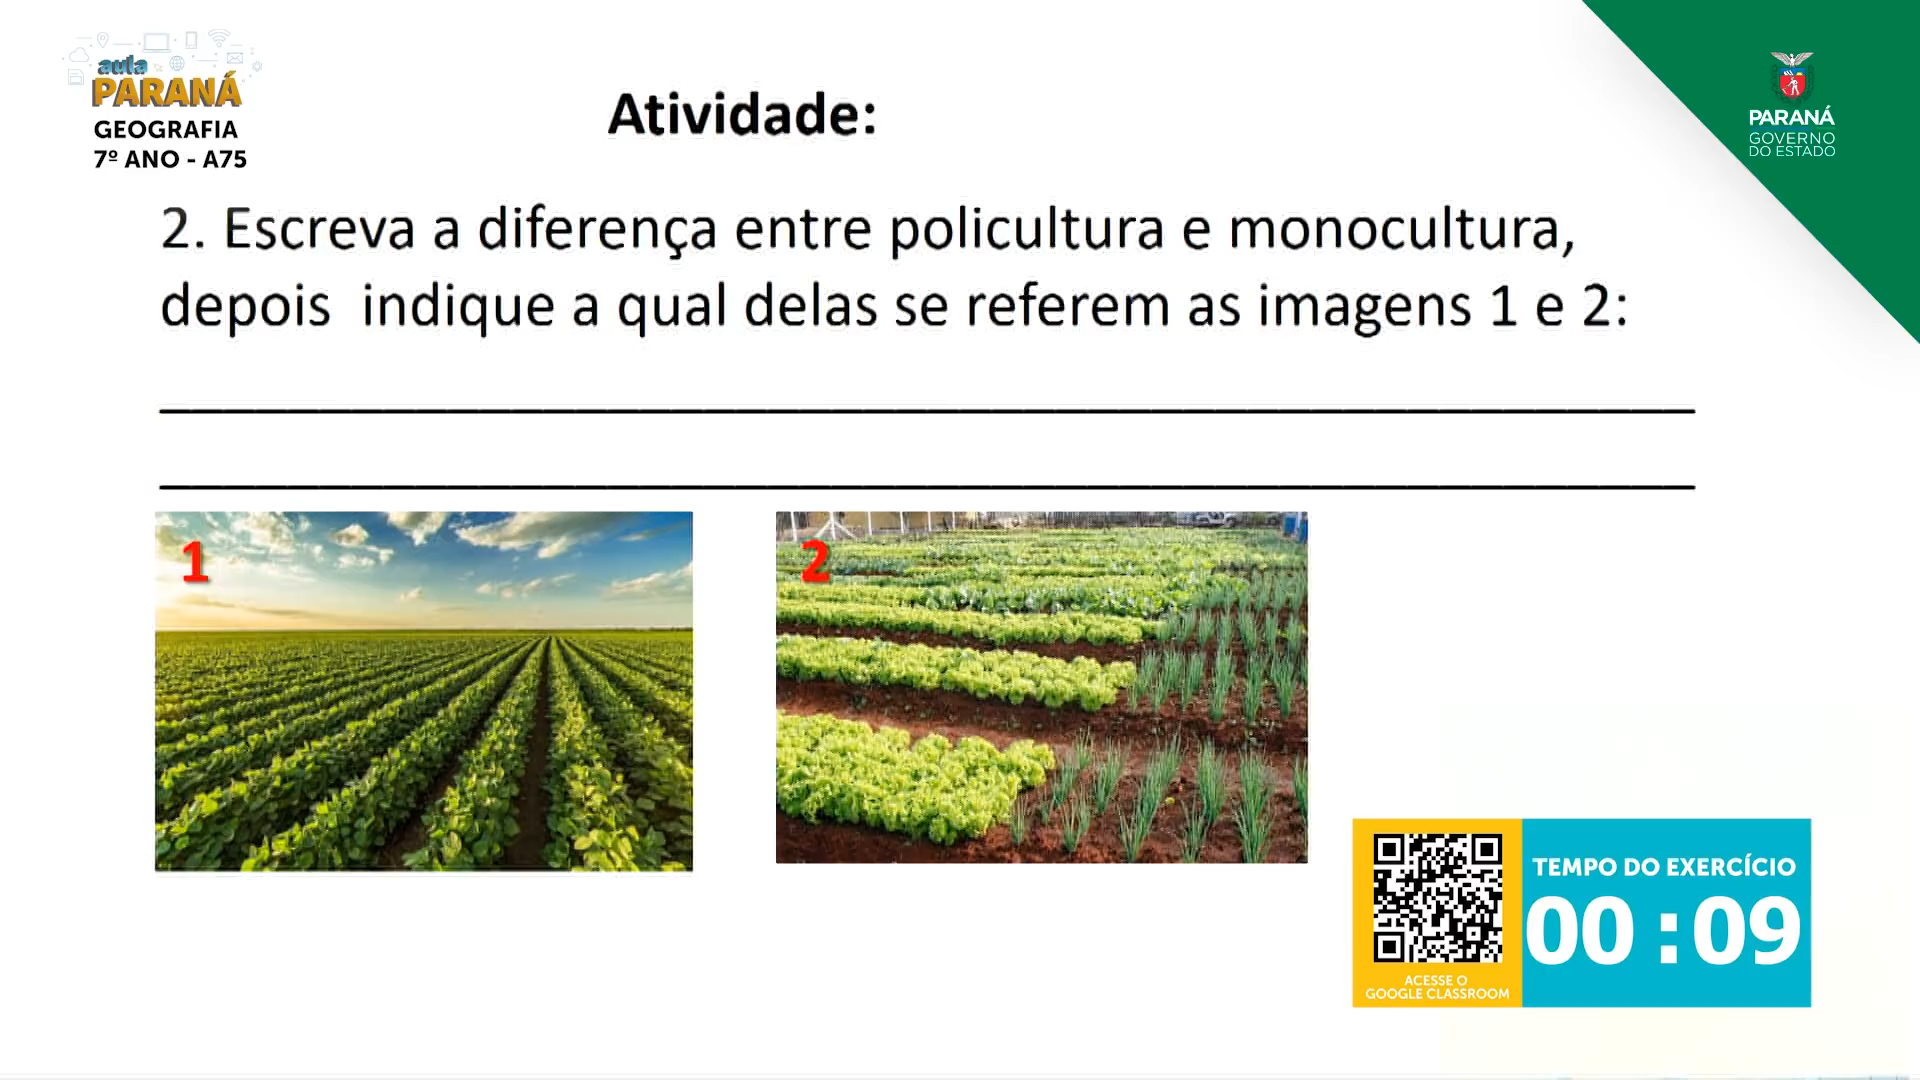 aula
PARANÁ
GEOGRAFIA
7º ANO - A75
Atividade:
PARANÁ
GOVERNO
DO ESTADO
2. Escreva a diferença entre policultura e monocultura,
depois indique a qual delas se referem as imagens 1 e 2:
1
2
ACESSE O
GOOGLE CLASSROOM
TEMPO DO EXERCÍCIO
00 : 09